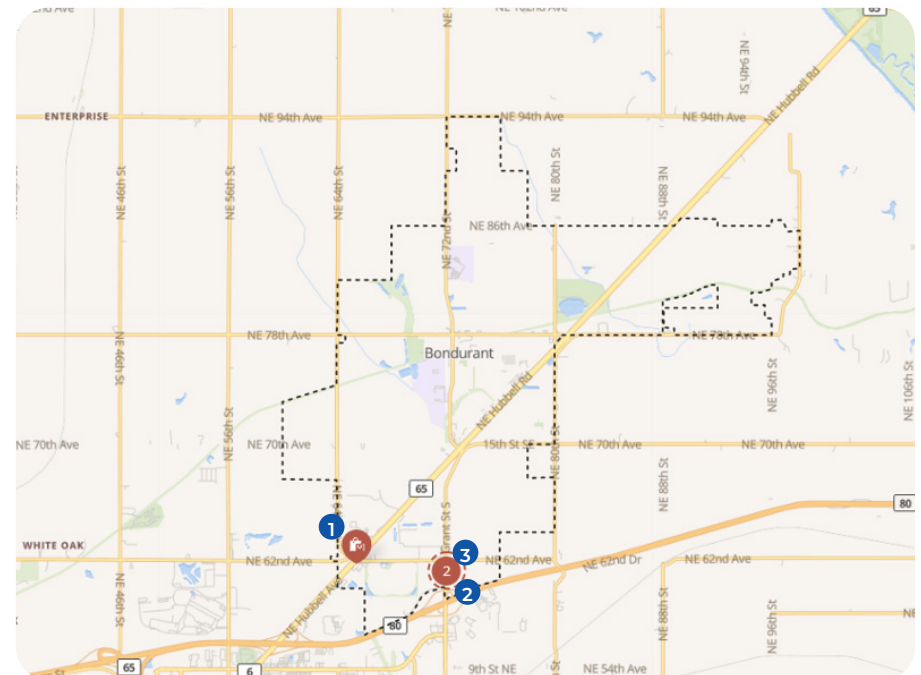 NE 102nd Ave
65
NE 94th St
NE Hubbell Rd
ENTERPRISE
NE 94th Ave
NE 94th Ave
NE 94th Ave
NE 46th St
NE 56th St
NE 64th St
NE 72nd St
NE 80th St
NE 88th St
NE 86th Ave
NE 78th Ave
NE 78th Ave
NE 46th St
Bondurant
NE 96th St
NE 106th St
NE Hubbell Rd
NE 56th St
NE 70th Ave
NE 70th Ave
15th St SE
NE 80th St
NE 70th Ave
NE 70th Ave
NE 88th St
65
80
Grant St S
1
WHITE OAK
NE 62nd Ave
3
NE 62nd Ave
NE 62nd Dr
NE 62nd Ave
2
2
NE 46th St
NE Hubbell Ave
NE 88th St
NE 96th St
80
65
6
9th St NE
NE 54th Ave